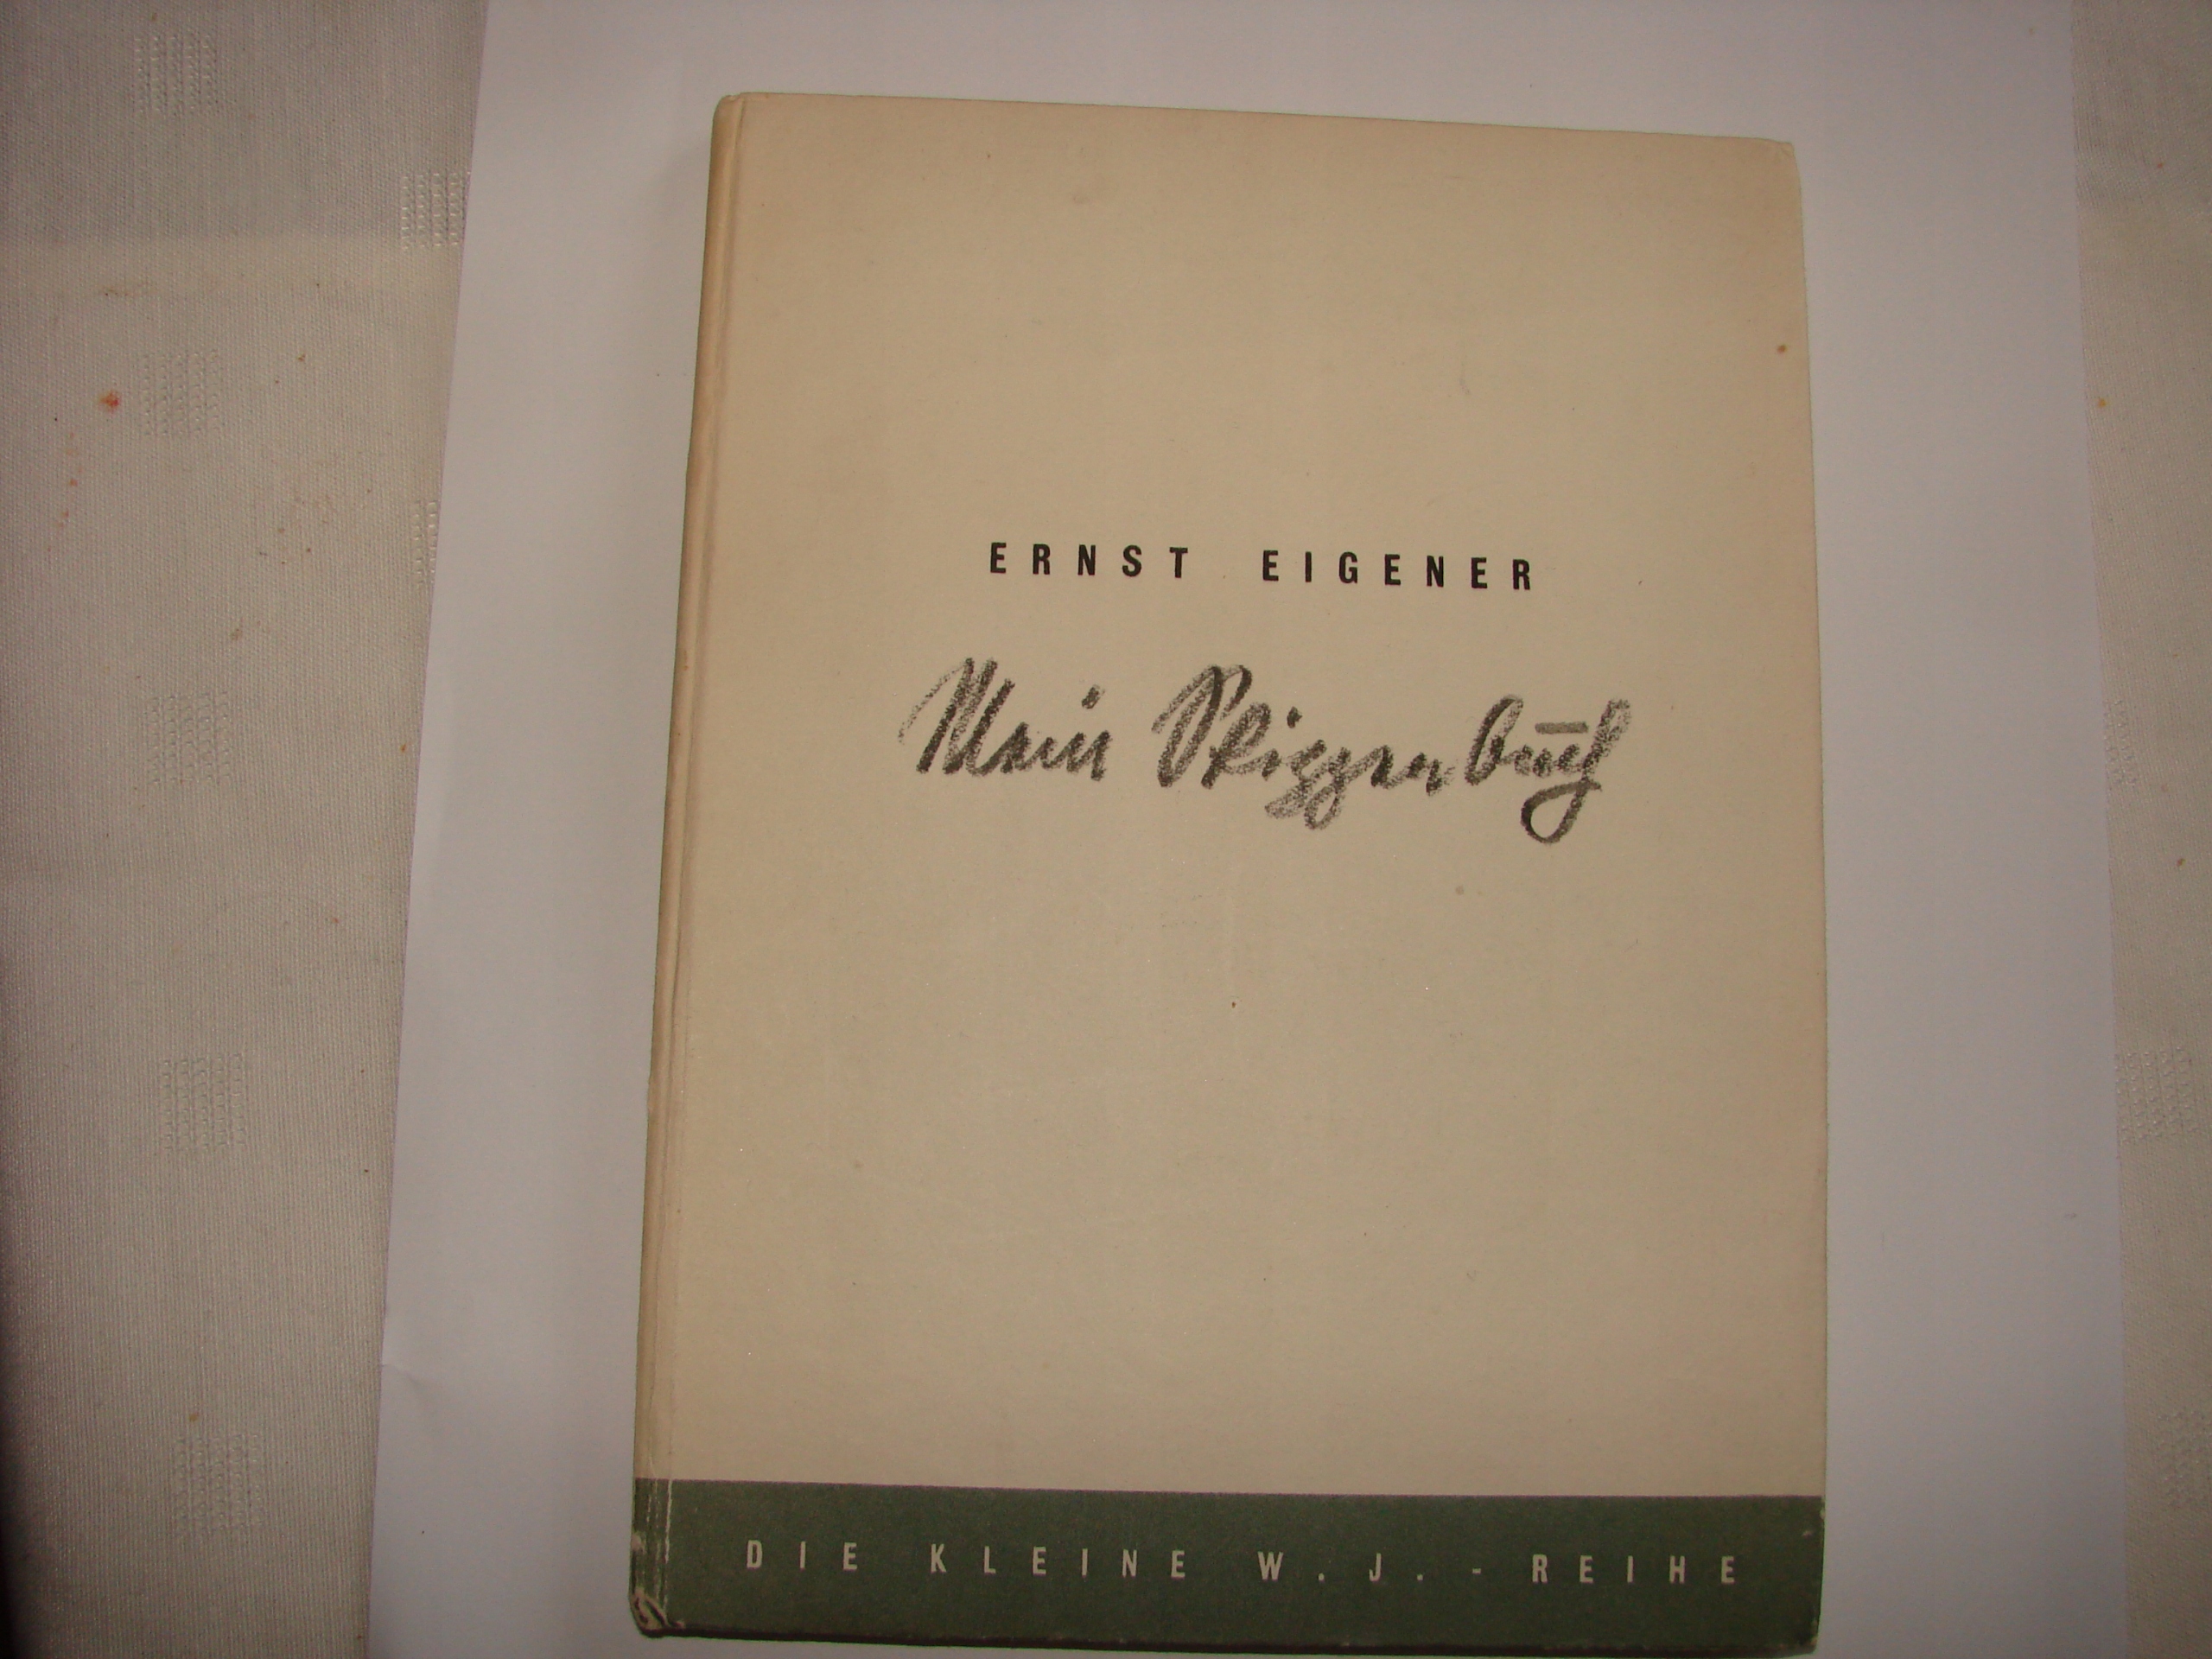 ERNST EIGENER
Mein Skizzenbuch
DIE KLEINE W.J.-REIHE